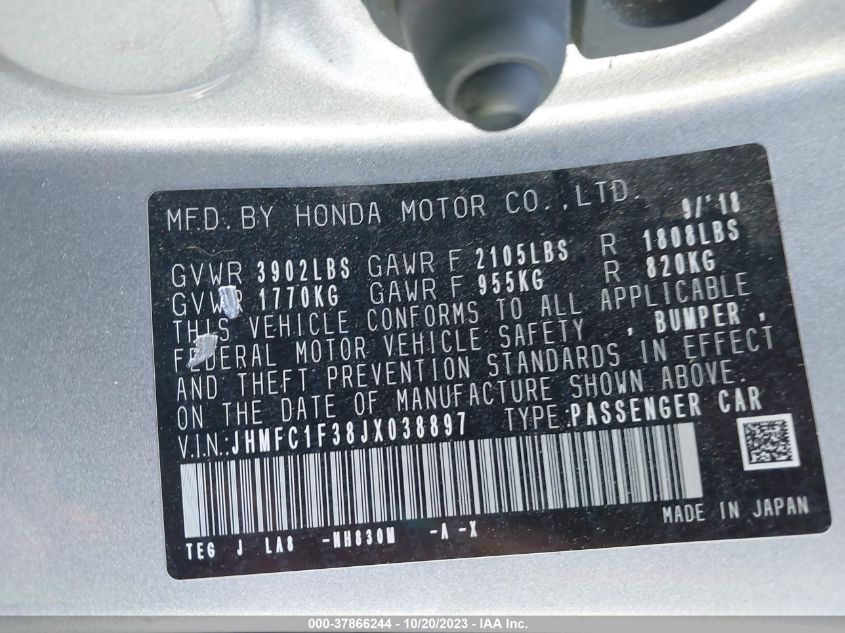 MFD. BY HONDA MOTOR CO., LTD. 9/'18
GVWR 3902LBS GAWR F 2105LBS R 1808LBS
GVWR 1770KG GAWR F 955KG R 820KG
THIS VEHICLE CONFORMS TO ALL APPLICABLE
FEDERAL MOTOR VEHICLE SAFETY , BUMPER ,
AND THEFT PREVENTION STANDARDS IN EFFECT
ON THE DATE OF MANUFACTURE SHOWN ABOVE.
V.I.N.:JHMFC1F38JX038897 TYPE:PASSENGER CAR
MADE IN JAPAN
TEG J LA8 -NH830M -A -X
000-37866244 - 10/20/2023 - IAA Inc.